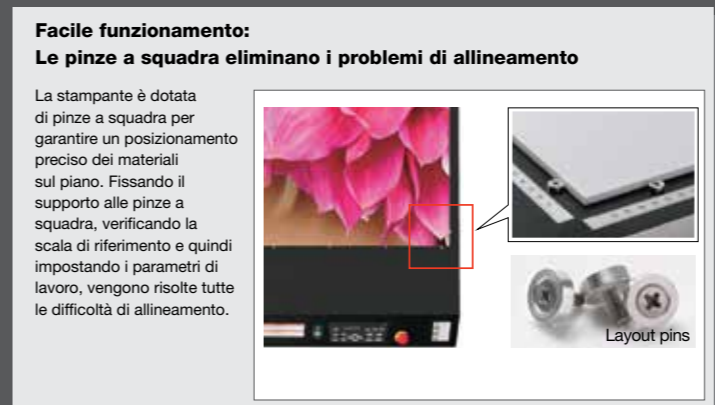 Facile funzionamento:
Le pinze a squadra eliminano i problemi di allineamento
La stampante è dotata
di pinze a squadra per
garantire un posizionamento
preciso dei materiali
sul piano. Fissando il
supporto alle pinze a
squadra, verificando la
scala di riferimento e quindi
impostando i parametri di
lavoro, vengono risolte tutte
le difficoltà di allineamento.
Layout pins